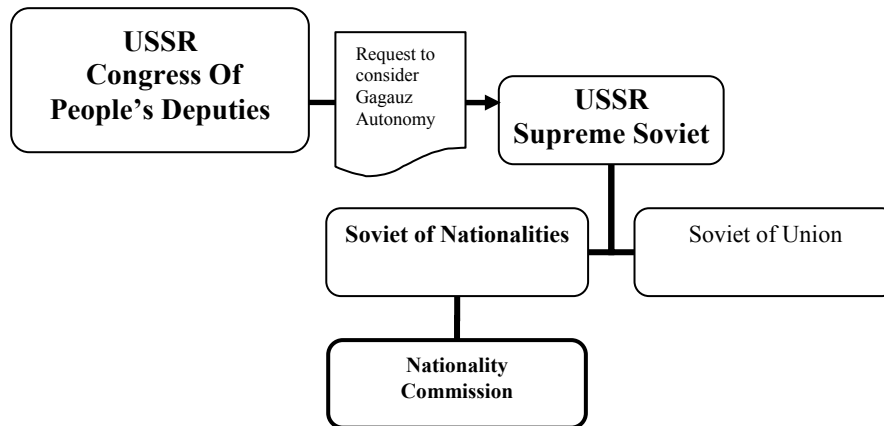 USSR
Congress Of
People’s Deputies
Request to
consider
Gagauz
Autonomy
USSR
Supreme Soviet
Soviet of Nationalities
Soviet of Union
Nationality
Commission